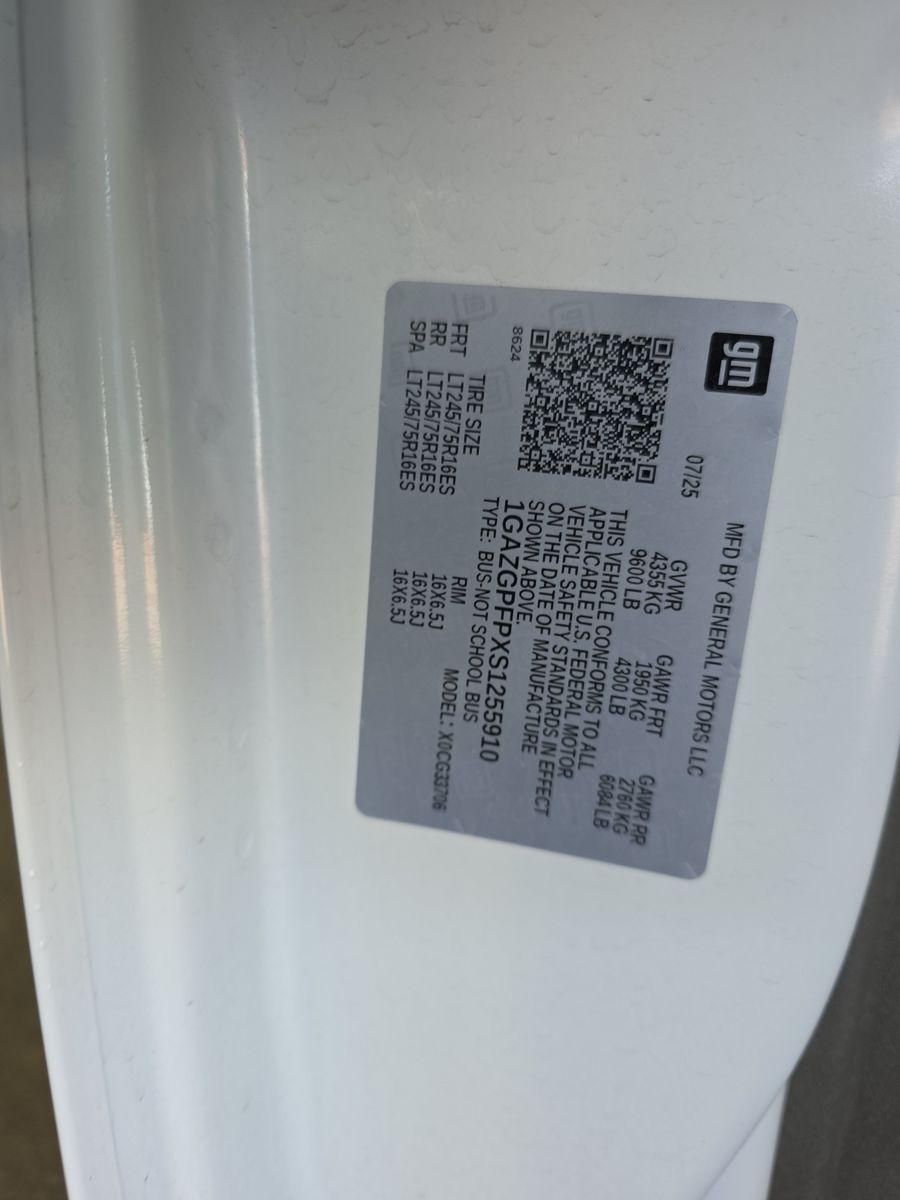 gm
MFD BY GENERAL MOTORS LLC
07/25
GVWR GAWR FRT GAWR RR
4355 KG 1950 KG 2760 KG
9600 LB 4300 LB 6084 LB
THIS VEHICLE CONFORMS TO ALL
APPLICABLE U.S. FEDERAL MOTOR
VEHICLE SAFETY STANDARDS IN EFFECT
ON THE DATE OF MANUFACTURE
SHOWN ABOVE.
8624
1GAZGPFPXS1255910
TYPE: BUS-NOT SCHOOL BUS
MODEL: X0CG33706
TIRE SIZE RIM
FRT LT245/75R16ES 16X6.5J
RR LT245/75R16ES 16X6.5J
SPA LT245/75R16ES 16X6.5J